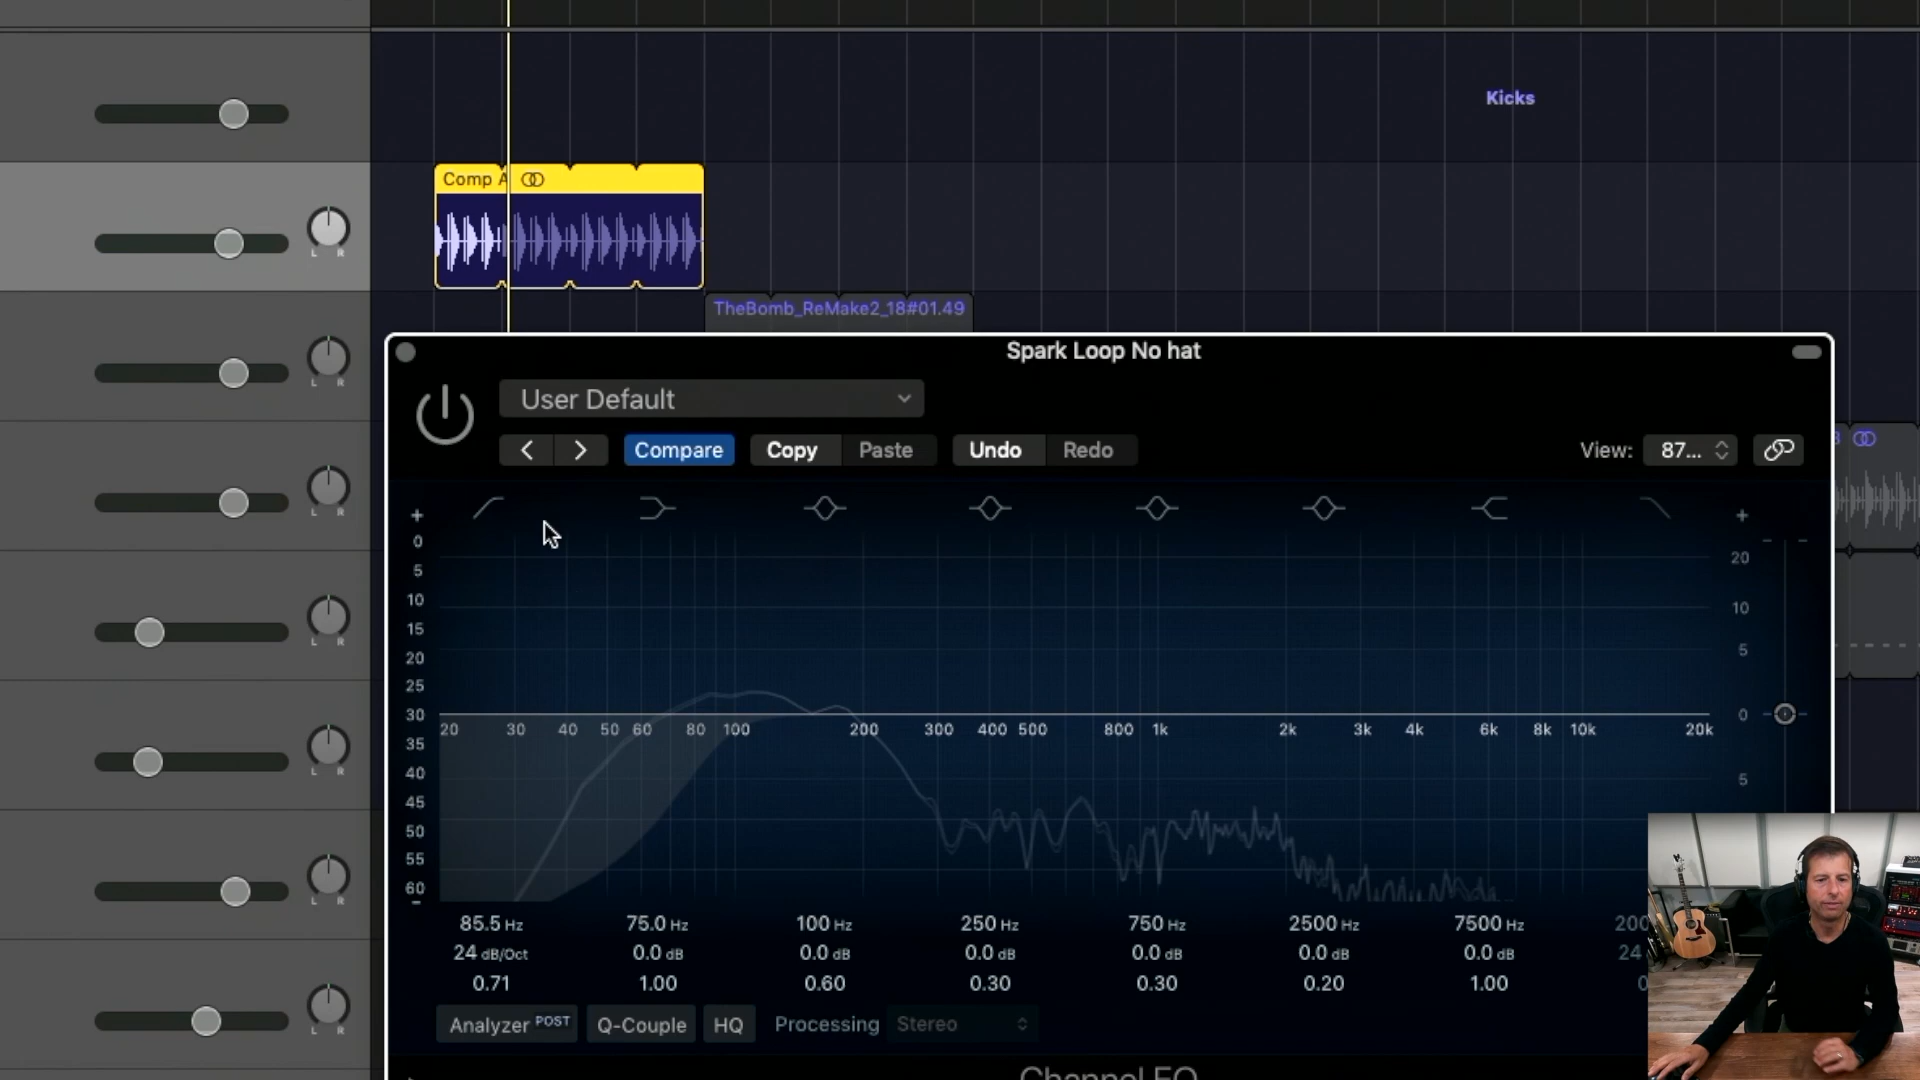 Kicks
Comp A
L R
TheBomb_ReMake2_18#01.49
L R
Spark Loop No hat
User Default
Compare Copy Paste Undo Redo View: 87...
L R
+ +
0
5 20
10 10
15
20 5
25
30 0
20 30 40 50 60 80 100 200 300 400 500 800 1k 2k 3k 4k 6k 8k 10k 20k
35
40 5
45
50
55
60
-
L R
L R
L R
L R
85.5 Hz 75.0 Hz 100 Hz 250 Hz 750 Hz 2500 Hz 7500 Hz 200
24 dB/Oct 0.0 dB 0.0 dB 0.0 dB 0.0 dB 0.0 dB 0.0 dB 24
0.71 1.00 0.60 0.30 0.30 0.20 1.00 0
Analyzer POST Q-Couple HQ Processing Stereo
Channel EQ